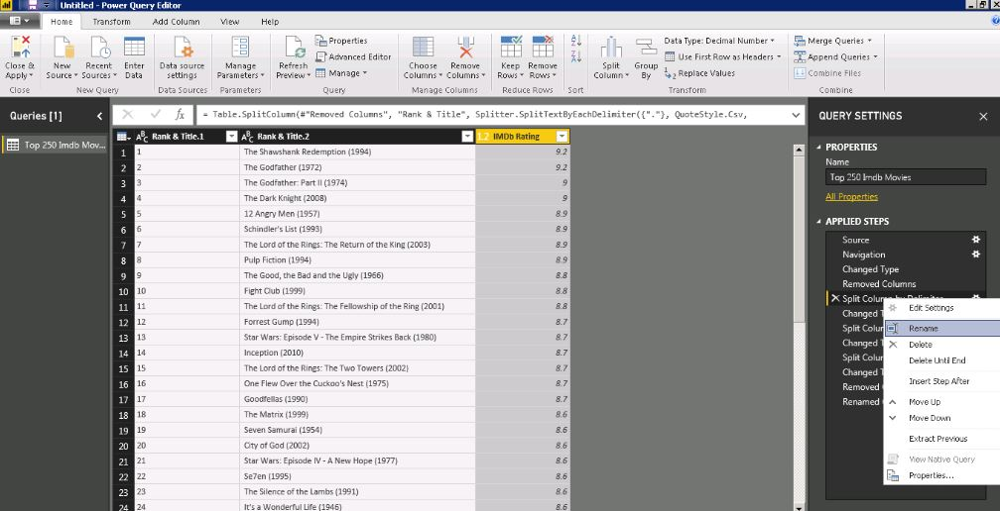 Untitled - Power Query Editor
Home Transform Add Column View Help
Close & Apply
New Source
Recent Sources
Enter Data
Data source settings
Manage Parameters
Refresh Preview
Properties
Advanced Editor
Manage
Choose Columns
Remove Columns
Keep Rows
Remove Rows
Split Column
Group By
Data Type: Decimal Number
Use First Row as Headers
Replace Values
Merge Queries
Append Queries
Combine Files
Close New Query Data Sources Parameters Query Manage Columns Reduce Rows Sort Transform Combine
Queries [1]
Top 250 Imdb Mov...
fx = Table.SplitColumn(#"Removed Columns", "Rank & Title", Splitter.SplitTextByEachDelimiter({"."}, QuoteStyle.Csv,
Rank & Title.1 Rank & Title.2 1.2 IMDb Rating
1 1 The Shawshank Redemption (1994) 9.2
2 2 The Godfather (1972) 9.2
3 3 The Godfather: Part II (1974) 9
4 4 The Dark Knight (2008) 9
5 5 12 Angry Men (1957) 8.9
6 6 Schindler's List (1993) 8.9
7 7 The Lord of the Rings: The Return of the King (2003) 8.9
8 8 Pulp Fiction (1994) 8.9
9 9 The Good, the Bad and the Ugly (1966) 8.8
10 10 Fight Club (1999) 8.8
11 11 The Lord of the Rings: The Fellowship of the Ring (2001) 8.8
12 12 Forrest Gump (1994) 8.7
13 13 Star Wars: Episode V - The Empire Strikes Back (1980) 8.7
14 14 Inception (2010) 8.7
15 15 The Lord of the Rings: The Two Towers (2002) 8.7
16 16 One Flew Over the Cuckoo's Nest (1975) 8.7
17 17 Goodfellas (1990) 8.7
18 18 The Matrix (1999) 8.6
19 19 Seven Samurai (1954) 8.6
20 20 City of God (2002) 8.6
21 21 Star Wars: Episode IV - A New Hope (1977) 8.6
22 22 Se7en (1995) 8.6
23 23 The Silence of the Lambs (1991) 8.6
24 24 It's a Wonderful Life (1946) 8.6
QUERY SETTINGS
PROPERTIES
Name
Top 250 Imdb Movies
All Properties
APPLIED STEPS
Source
Navigation
Changed Type
Removed Columns
Split Column by Delimiter
Changed T
Split Colur
Changed T
Split Colur
Changed T
Removed
Renamed
Edit Settings
Rename
Delete
Delete Until End
Insert Step After
Move Up
Move Down
Extract Previous
View Native Query
Properties...